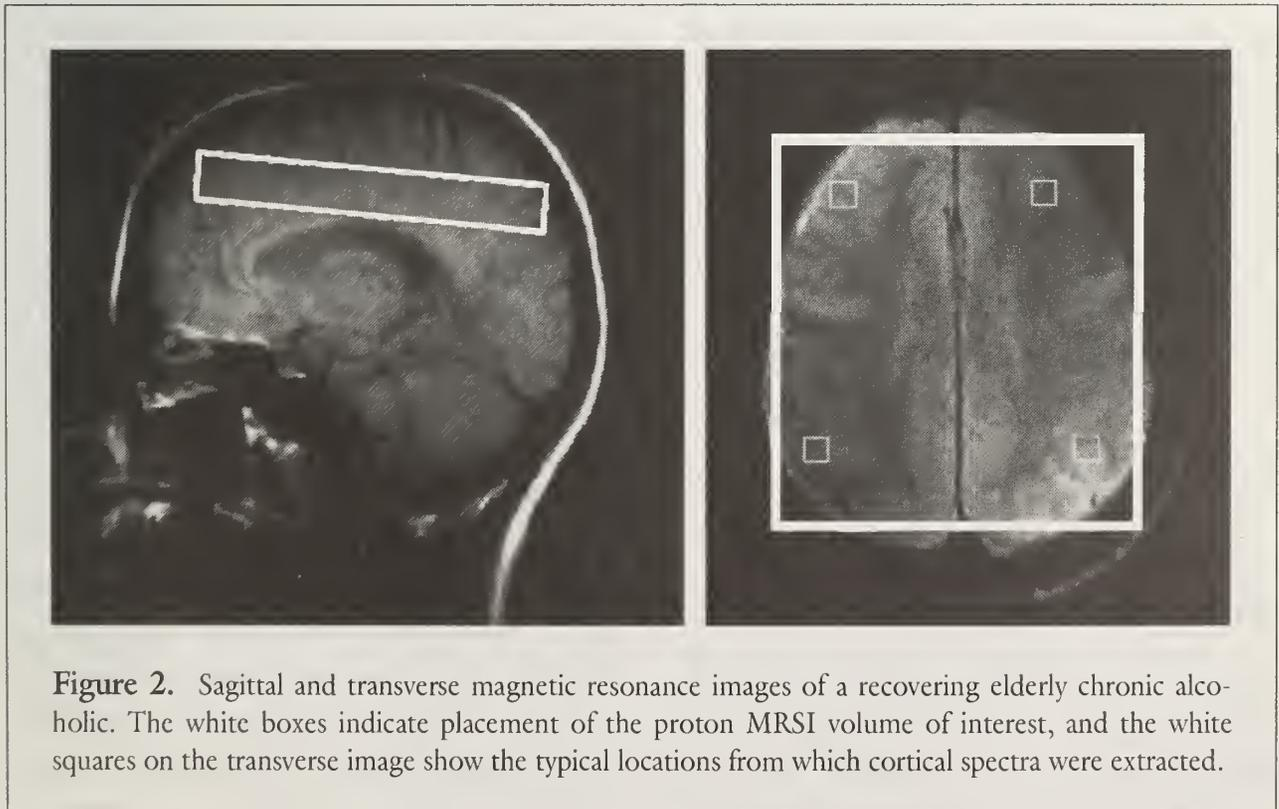 Figure 2. Sagittal and transverse magnetic resonance images of a recovering elderly chronic alco-
holic. The white boxes indicate placement of the proton MRSI volume of interest, and the white
squares on the transverse image show the typical locations from which cortical spectra were extracted.